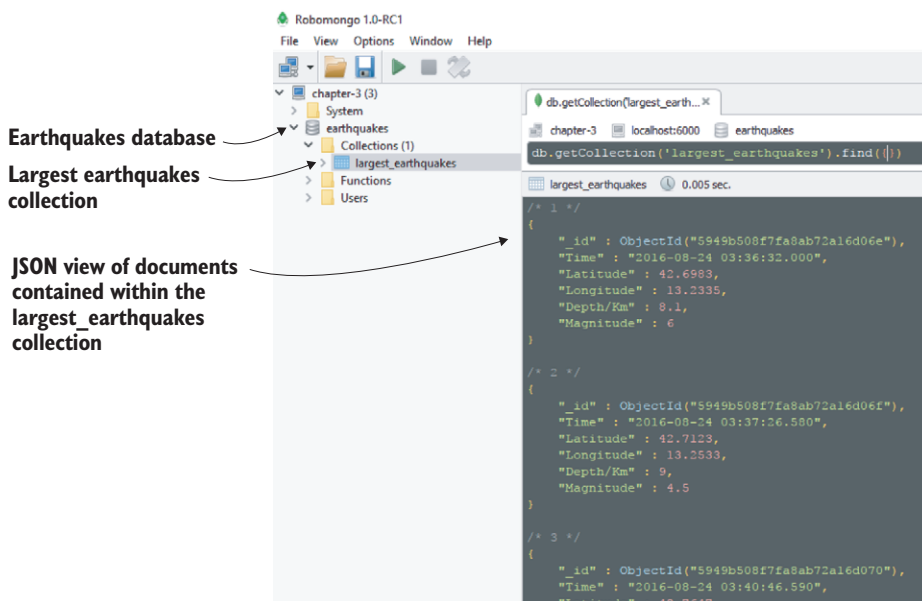 Robomongo 1.0-RC1
File View Options Window Help
chapter-3 (3)
System
earthquakes
Collections (1)
largest_earthquakes
Functions
Users
Earthquakes database
Largest earthquakes
collection
JSON view of documents
contained within the
largest_earthquakes
collection
db.getCollection('largest_earth...
chapter-3 localhost:6000 earthquakes
db.getCollection('largest_earthquakes').find({})
largest_earthquakes 0.005 sec.
/* 1 */
{
"_id" : ObjectId("5949b508f7fa8ab72a16d06e"),
"Time" : "2016-08-24 03:36:32.000",
"Latitude" : 42.6983,
"Longitude" : 13.2335,
"Depth/Km" : 8.1,
"Magnitude" : 6
}
/* 2 */
{
"_id" : ObjectId("5949b508f7fa8ab72a16d06f"),
"Time" : "2016-08-24 03:37:26.580",
"Latitude" : 42.7123,
"Longitude" : 13.2533,
"Depth/Km" : 9,
"Magnitude" : 4.5
}
/* 3 */
{
"_id" : ObjectId("5949b508f7fa8ab72a16d070"),
"Time" : "2016-08-24 03:40:46.590",